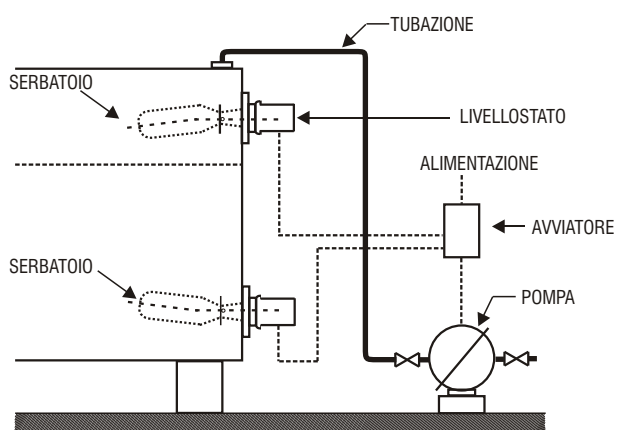 TUBAZIONE
SERBATOIO
LIVELLOSTATO
ALIMENTAZIONE
AVVIATORE
SERBATOIO
POMPA